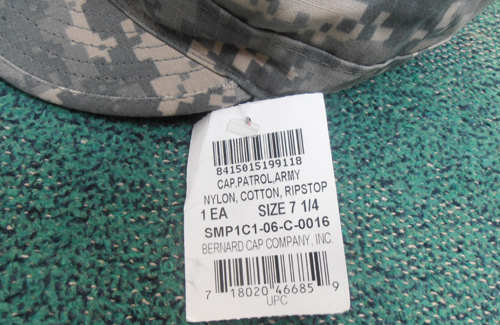 8415015199118
CAP,PATROL,ARMY
NYLON, COTTON, RIPSTOP
1 EA SIZE 7 1/4
SMP1C1-06-C-0016
BERNARD CAP COMPANY, INC.
7 18020 46685 9
UPC